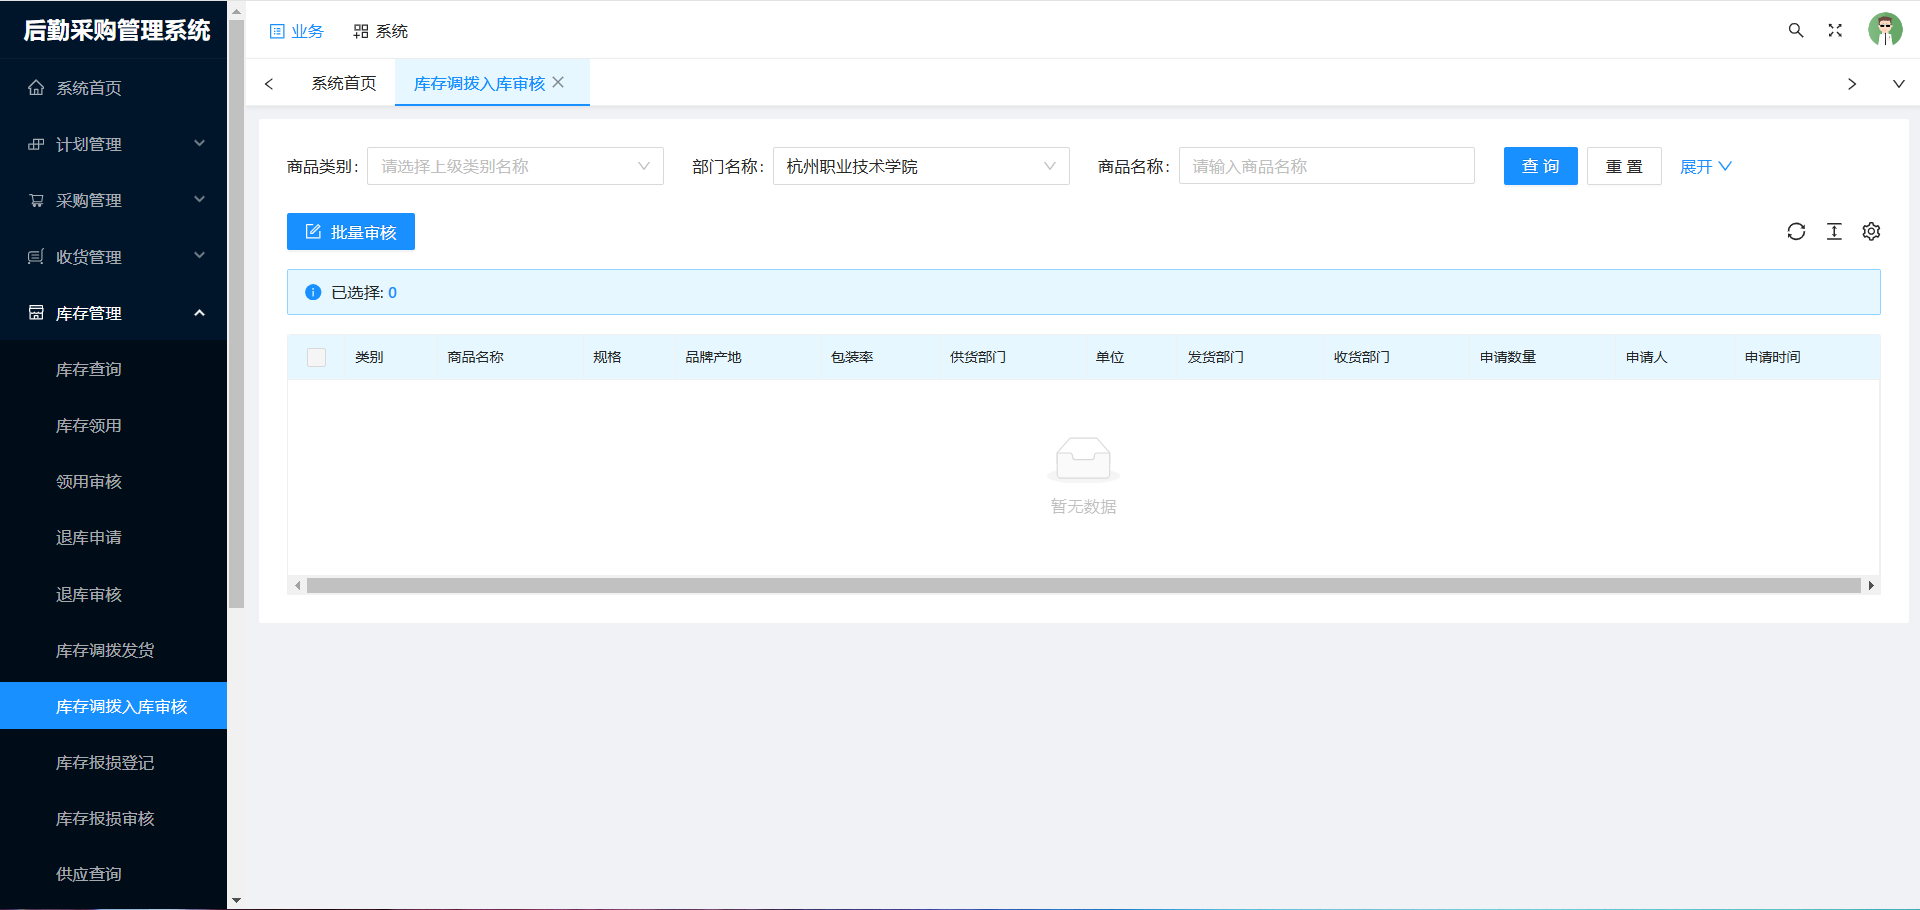 后勤采购管理系统
业务
系统
系统首页
库存调拨入库审核
系统首页
计划管理
采购管理
收货管理
库存管理
库存查询
库存领用
领用审核
退库申请
退库审核
库存调拨发货
库存调拨入库审核
库存报损登记
库存报损审核
供应查询
商品类别: 请选择上级类别名称
部门名称: 杭州职业技术学院
商品名称: 请输入商品名称
查 询
重 置
展开
批量审核
已选择: 0
类别 商品名称 规格 品牌产地 包装率 供货部门 单位 发货部门 收货部门 申请数量 申请人 申请时间
暂无数据